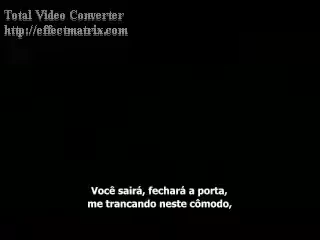 Total Video Converter
http://effectmatrix.com
Você sairá, fechará a porta,
me trancando neste cômodo,